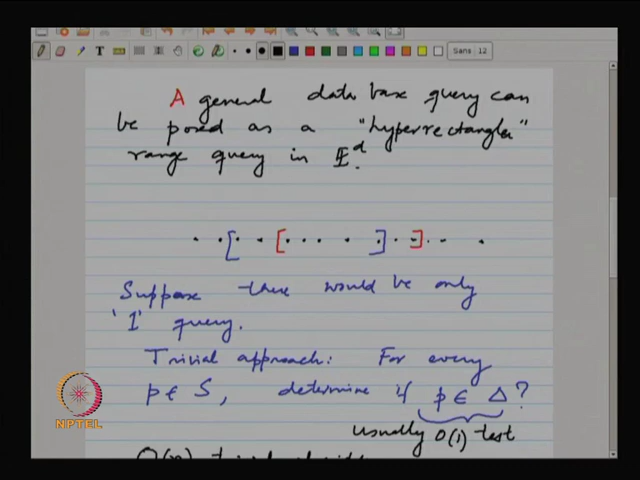 Sans : 12
A general data base query can
be posed as a "hyperrectangle"
range query in E^d.
Suppose there would be only
'1' query.
Trivial approach: For every
p ∈ S, determine if p ∈ Δ ?
usually O(1) test
NPTEL